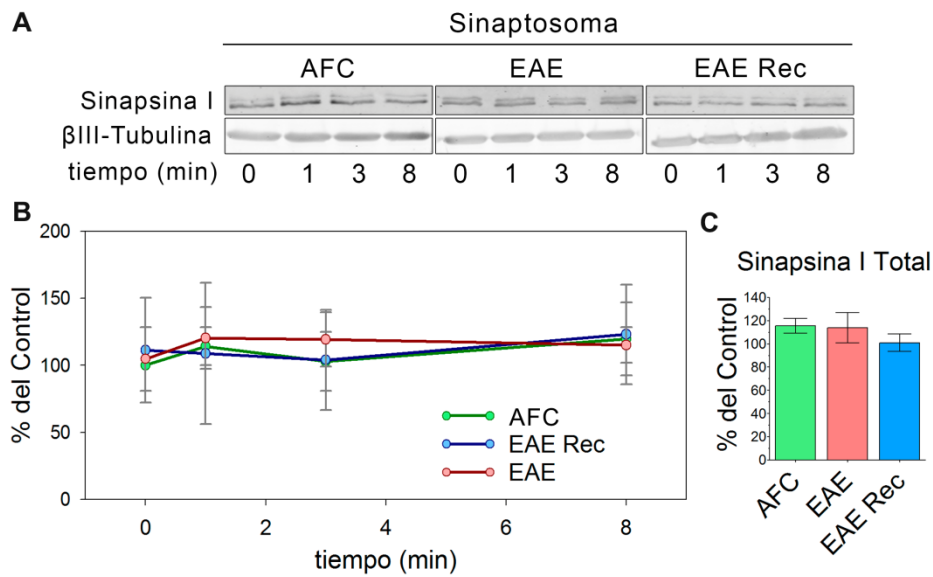 A
Sinaptosoma
AFC EAE EAE Rec
Sinapsina I
βIII-Tubulina
tiempo (min) 0 1 3 8 0 1 3 8 0 1 3 8
B
% del Control
200
150
100
50
0
AFC
EAE Rec
EAE
0 2 4 6 8
tiempo (min)
C
Sinapsina I Total
% del Control
140
120
100
80
60
40
20
0
AFC
EAE
EAE Rec